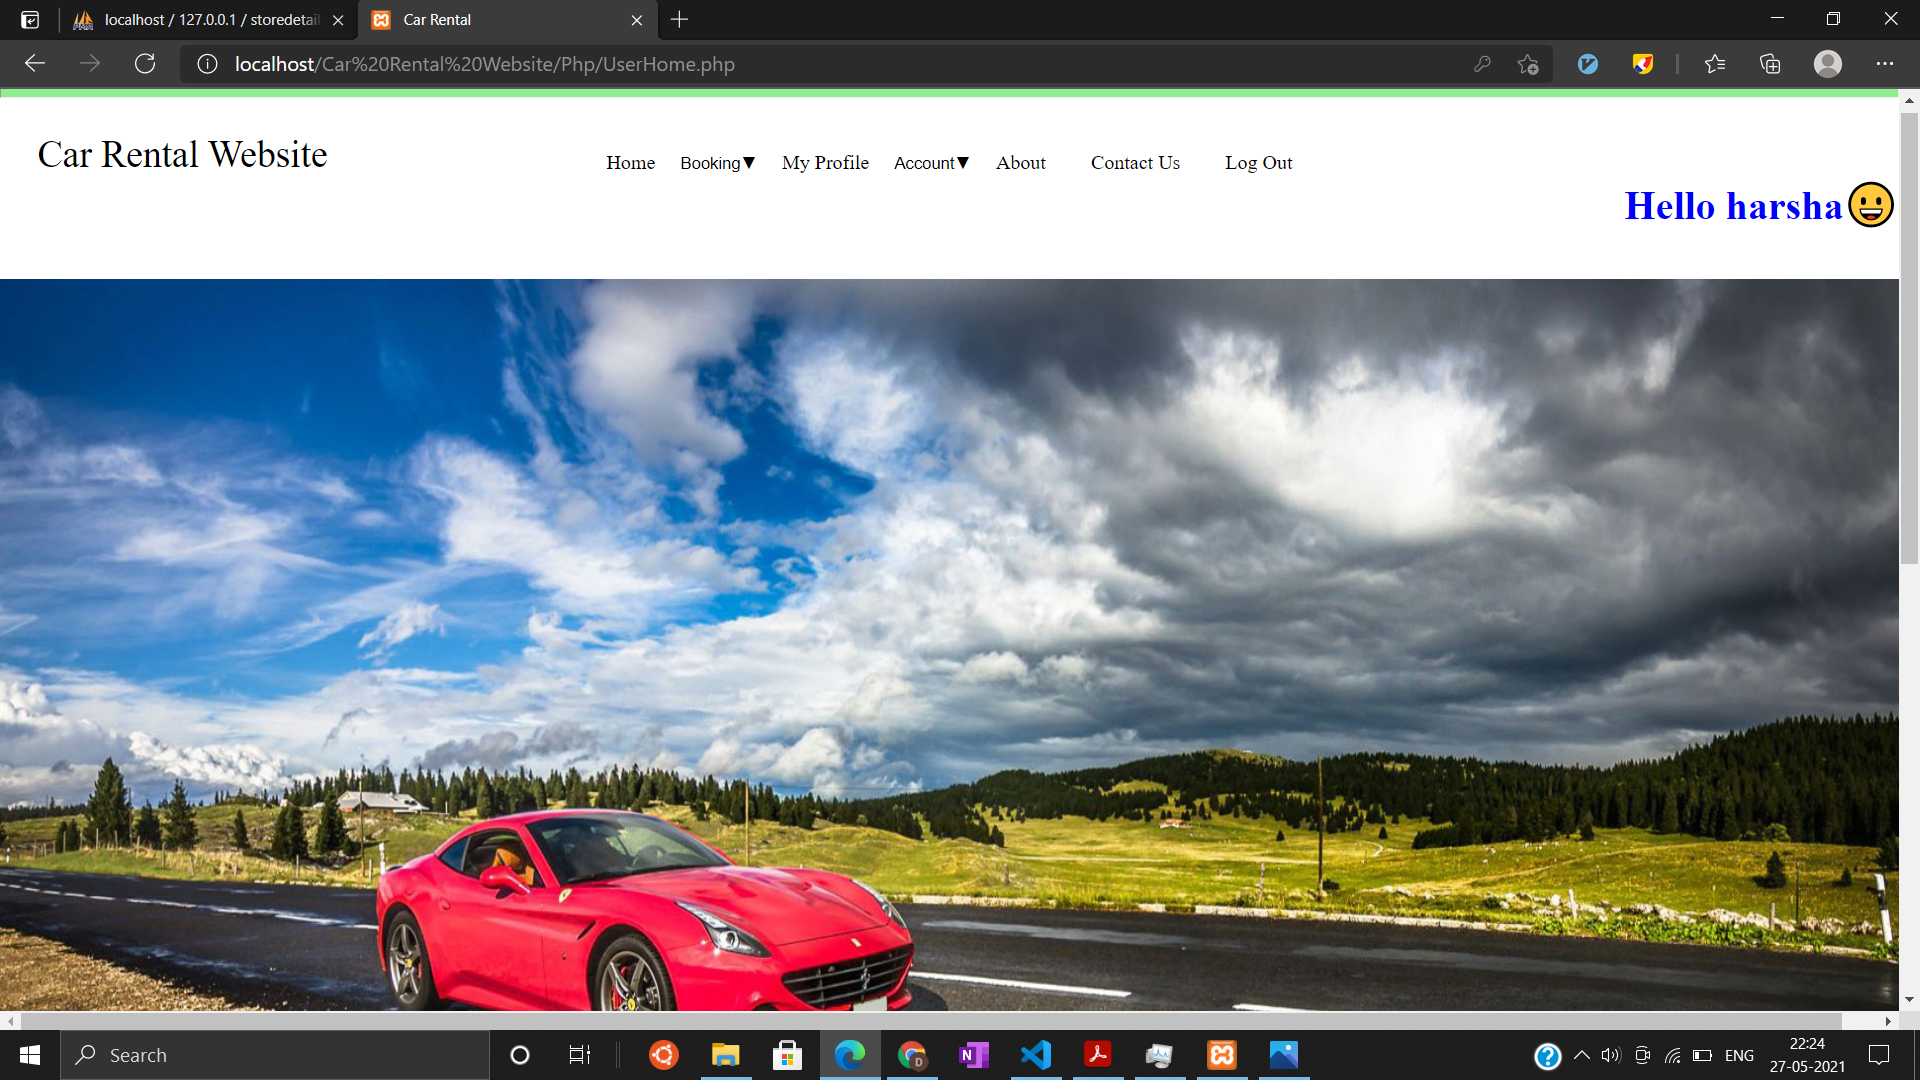 localhost / 127.0.0.1 / storedetail
Car Rental
localhost/Car%20Rental%20Website/Php/UserHome.php
Car Rental Website
Home Booking▼ My Profile Account▼ About Contact Us Log Out
Hello harsha😀
Search
ENG
22:24
27-05-2021